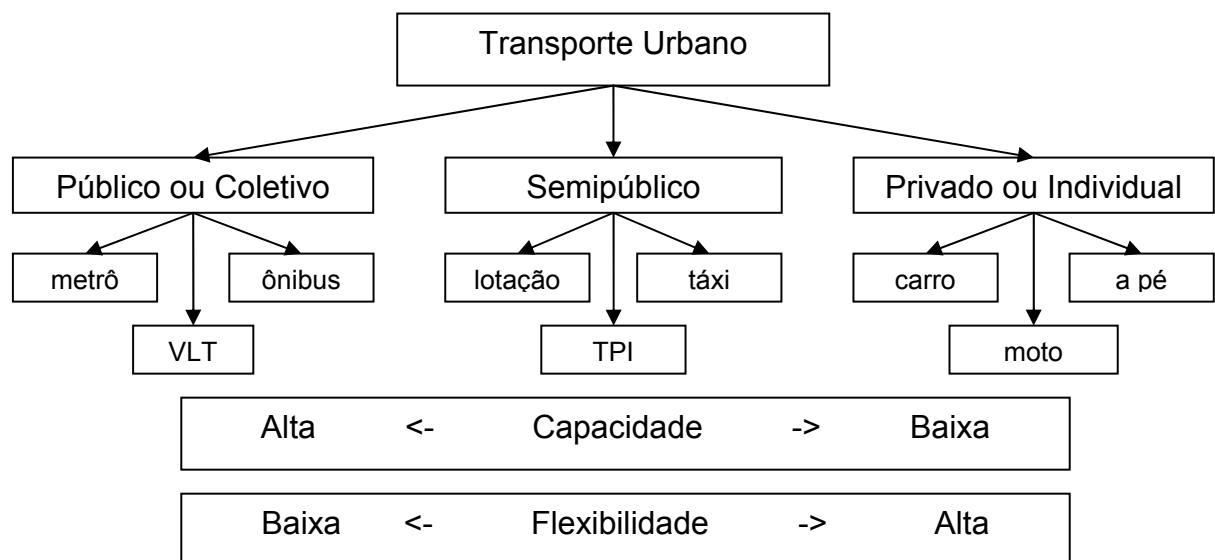 Transporte Urbano
Público ou Coletivo
Semipúblico
Privado ou Individual
metrô
ônibus
lotação
táxi
carro
a pé
VLT
TPI
moto
Alta <- Capacidade -> Baixa
Baixa <- Flexibilidade -> Alta